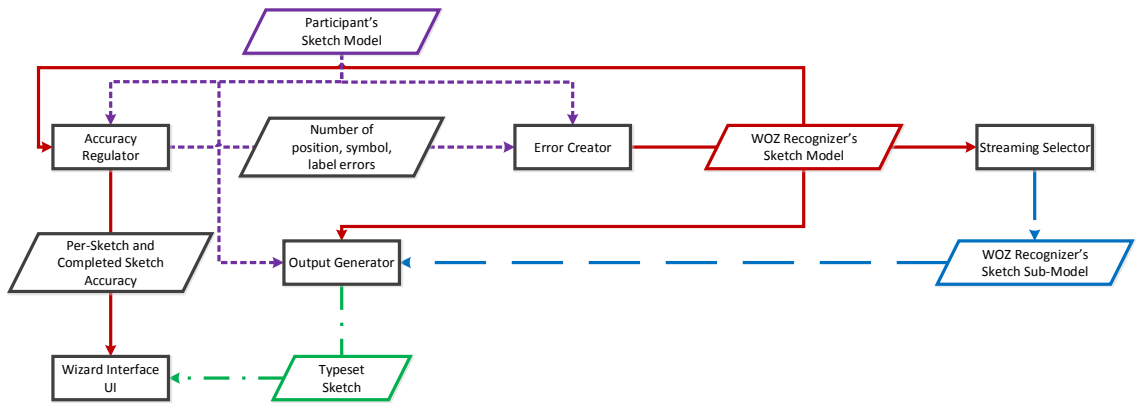 Participant's
Sketch Model
Accuracy
Regulator
Number of
position, symbol,
label errors
Error Creator
WOZ Recognizer's
Sketch Model
Streaming Selector
Per-Sketch and
Completed Sketch
Accuracy
Output Generator
WOZ Recognizer's
Sketch Sub-Model
Wizard Interface
UI
Typeset
Sketch